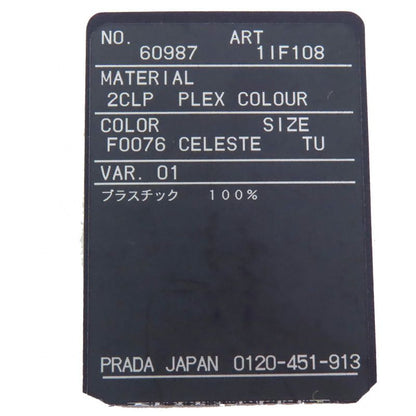 NO. ART
60987 1IF108
MATERIAL
2CLP PLEX COLOUR
COLOR SIZE
F0076 CELESTE TU
VAR. 01
プラスチック １００％
PRADA JAPAN 0120-451-913